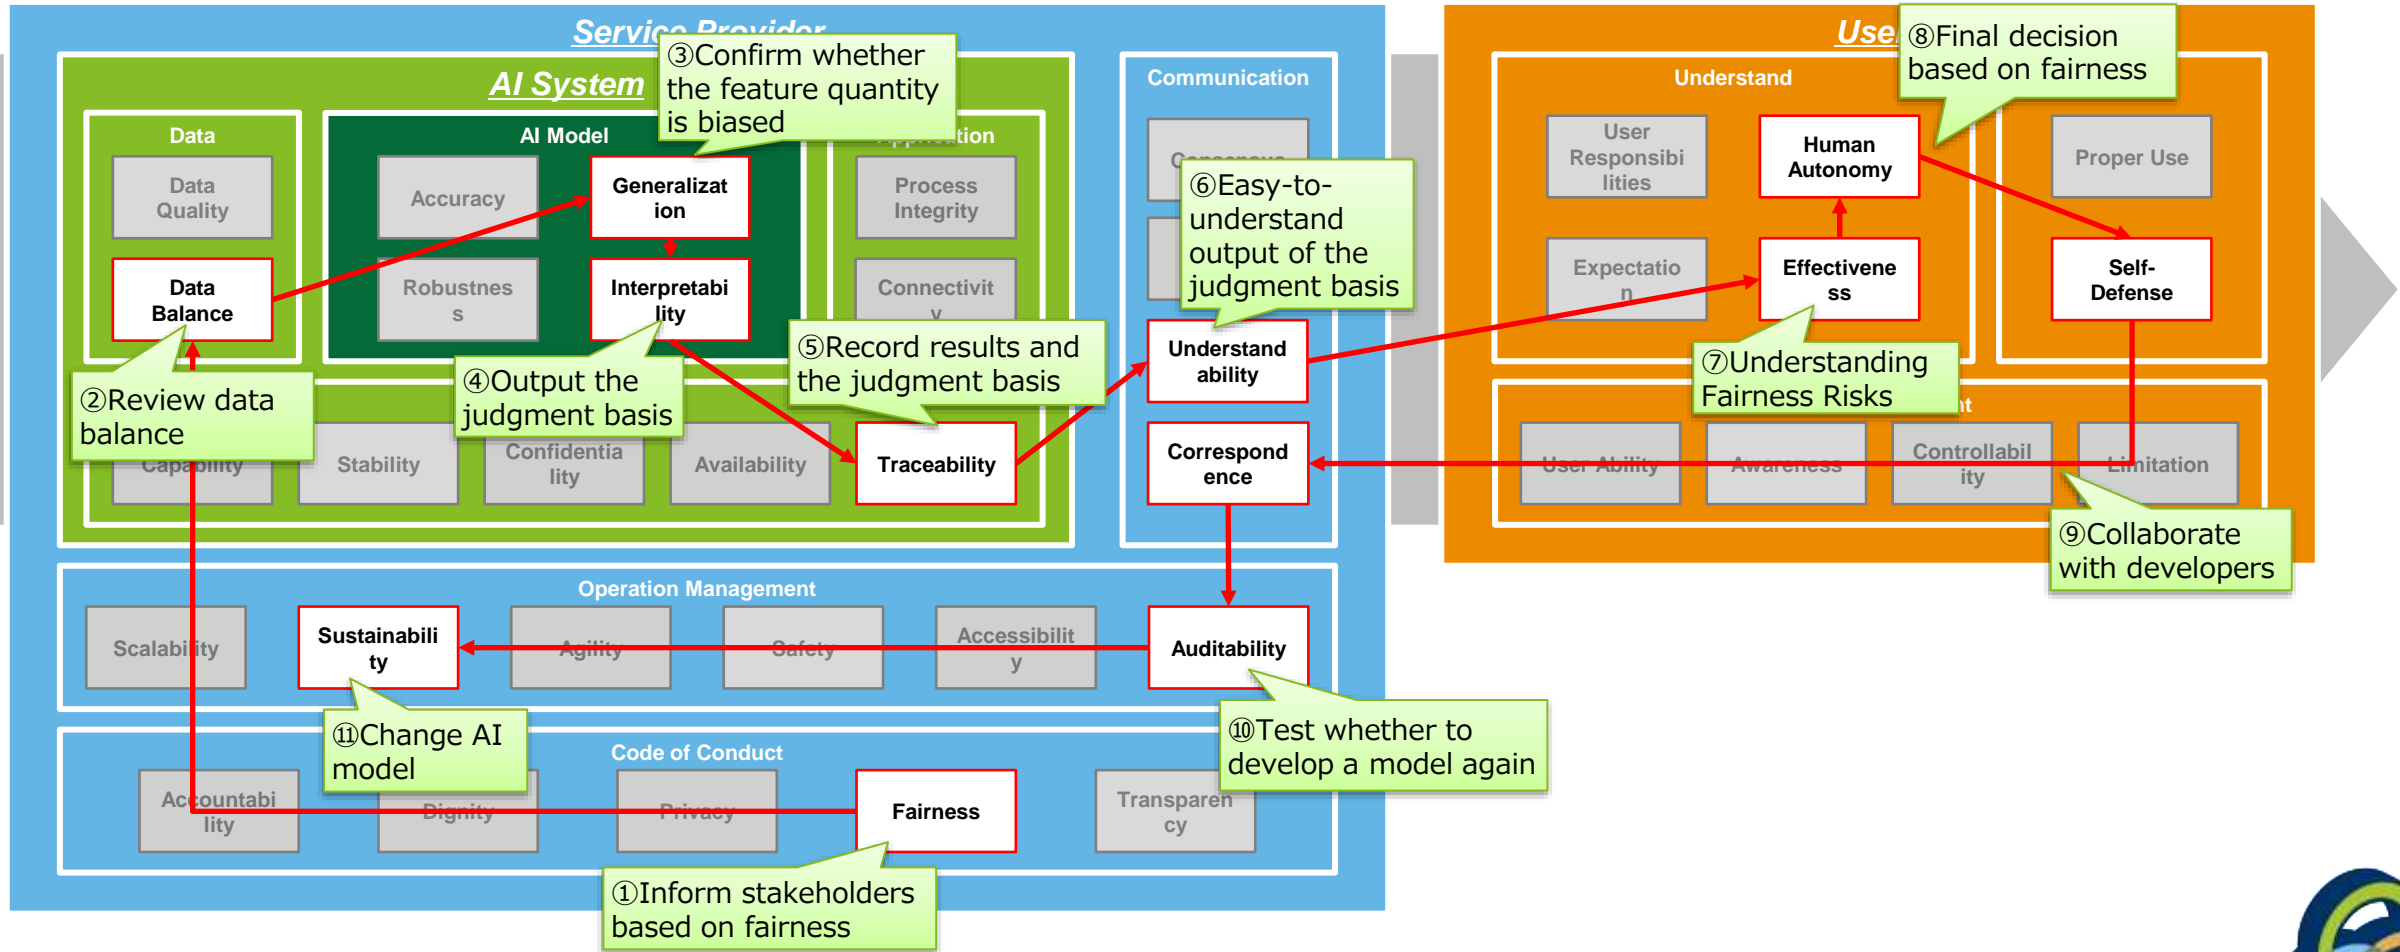 Service Provider
AI System
③Confirm whether
the feature quantity
is biased
Data
Data
Quality
Data
Balance
②Review data
balance
AI Model
Accuracy
Generalizat
ion
Robustnes
s
Interpretabi
lity
④Output the
judgment basis
Process
Integrity
Connectivit
y
⑤Record results and
the judgment basis
Capability
Stability
Confidentia
lity
Availability
Traceability
Communication
Consensus
⑥Easy-to-
understand
output of the
judgment basis
Understand
ability
Correspond
ence
Operation Management
Scalability
Sustainabili
ty
Agility
Safety
Accessibilit
y
Auditability
⑪Change AI
model
⑩Test whether to
develop a model again
Code of Conduct
Accountabi
lity
Dignity
Privacy
Fairness
Transparen
cy
①Inform stakeholders
based on fairness
⑧Final decision
based on fairness
Understand
User
Responsibi
lities
Human
Autonomy
Expectatio
n
Effectivene
ss
⑦Understanding
Fairness Risks
Proper Use
Self-
Defense
User Ability
Awareness
Controllabil
ity
Limitation
⑨Collaborate
with developers